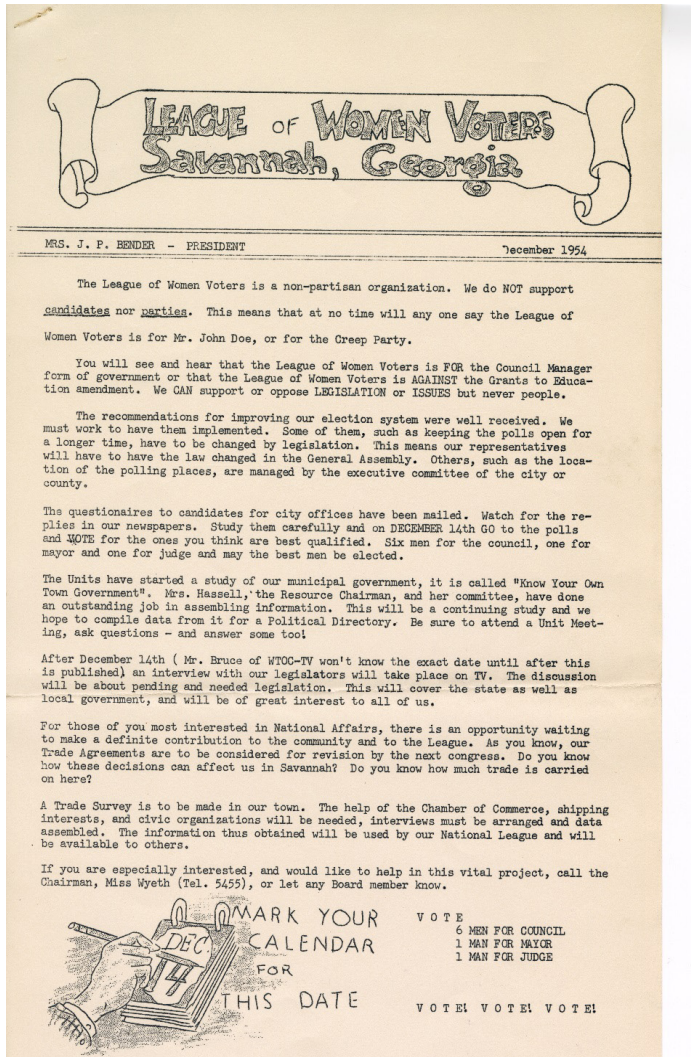 LEAGUE OF WOMEN VOTERS
Savannah, Georgia
MRS. J. P. BENDER - PRESIDENT
December 1954
The League of Women Voters is a non-partisan organization. We do NOT support
candidates nor parties. This means that at no time will any one say the League of
Women Voters is for Mr. John Doe, or for the Creep Party.
You will see and hear that the League of Women Voters is FOR the Council Manager
form of government or that the League of Women Voters is AGAINST the Grants to Educa-
tion amendment. We CAN support or oppose LEGISLATION or ISSUES but never people.
The recommendations for improving our election system were well received. We
must work to have them implemented. Some of them, such as keeping the polls open for
a longer time, have to be changed by legislation. This means our representatives
will have to have the law changed in the General Assembly. Others, such as the loca-
tion of the polling places, are managed by the executive committee of the city or
county.
The questionaires to candidates for city offices have been mailed. Watch for the re-
plies in our newspapers. Study them carefully and on DECEMBER 14th GO to the polls
and VOTE for the ones you think are best qualified. Six men for the council, one for
mayor and one for judge and may the best men be elected.
The Units have started a study of our municipal government, it is called "Know Your Own
Town Government". Mrs. Hassell, the Resource Chairman, and her committee, have done
an outstanding job in assembling information. This will be a continuing study and we
hope to compile data from it for a Political Directory. Be sure to attend a Unit Meet-
ing, ask questions - and answer some too!
After December 14th ( Mr. Bruce of WTOC-TV won't know the exact date until after this
is published) an interview with our legislators will take place on TV. The discussion
will be about pending and needed legislation. This will cover the state as well as
local government, and will be of great interest to all of us.
For those of you most interested in National Affairs, there is an opportunity waiting
to make a definite contribution to the community and to the League. As you know, our
Trade Agreements are to be considered for revision by the next congress. Do you know
how these decisions can affect us in Savannah? Do you know how much trade is carried
on here?
A Trade Survey is to be made in our town. The help of the Chamber of Commerce, shipping
interests, and civic organizations will be needed, interviews must be arranged and data
assembled. The information thus obtained will be used by our National League and will
be available to others.
If you are especially interested, and would like to help in this vital project, call the
Chairman, Miss Wyeth (Tel. 5455), or let any Board member know.
DEC.
14
MARK YOUR
CALENDAR
FOR
THIS DATE
VOTE
6 MEN FOR COUNCIL
1 MAN FOR MAYOR
1 MAN FOR JUDGE
VOTE! VOTE! VOTE!